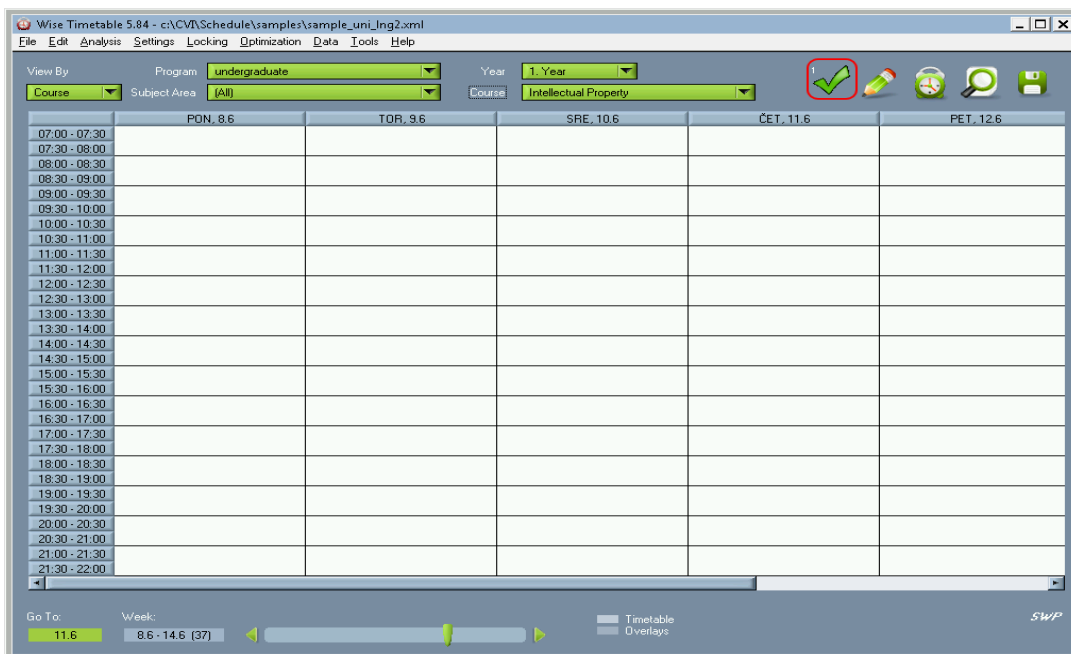 Wise Timetable 5.84 - c:\CVI\Schedule\samples\sample_uni_lng2.xml
File Edit Analysis Settings Locking Optimization Data Tools Help
View By Program undergraduate Year 1. Year 1
Course Subject Area (All) Course Intellectual Property
PON, 8.6 TOR, 9.6 SRE, 10.6 ČET, 11.6 PET, 12.6
07:00 - 07:30
07:30 - 08:00
08:00 - 08:30
08:30 - 09:00
09:00 - 09:30
09:30 - 10:00
10:00 - 10:30
10:30 - 11:00
11:00 - 11:30
11:30 - 12:00
12:00 - 12:30
12:30 - 13:00
13:00 - 13:30
13:30 - 14:00
14:00 - 14:30
14:30 - 15:00
15:00 - 15:30
15:30 - 16:00
16:00 - 16:30
16:30 - 17:00
17:00 - 17:30
17:30 - 18:00
18:00 - 18:30
18:30 - 19:00
19:00 - 19:30
19:30 - 20:00
20:00 - 20:30
20:30 - 21:00
21:00 - 21:30
21:30 - 22:00
Go To: Week: Timetable SWP
11.6 8.6 - 14.6 (37) Overlays